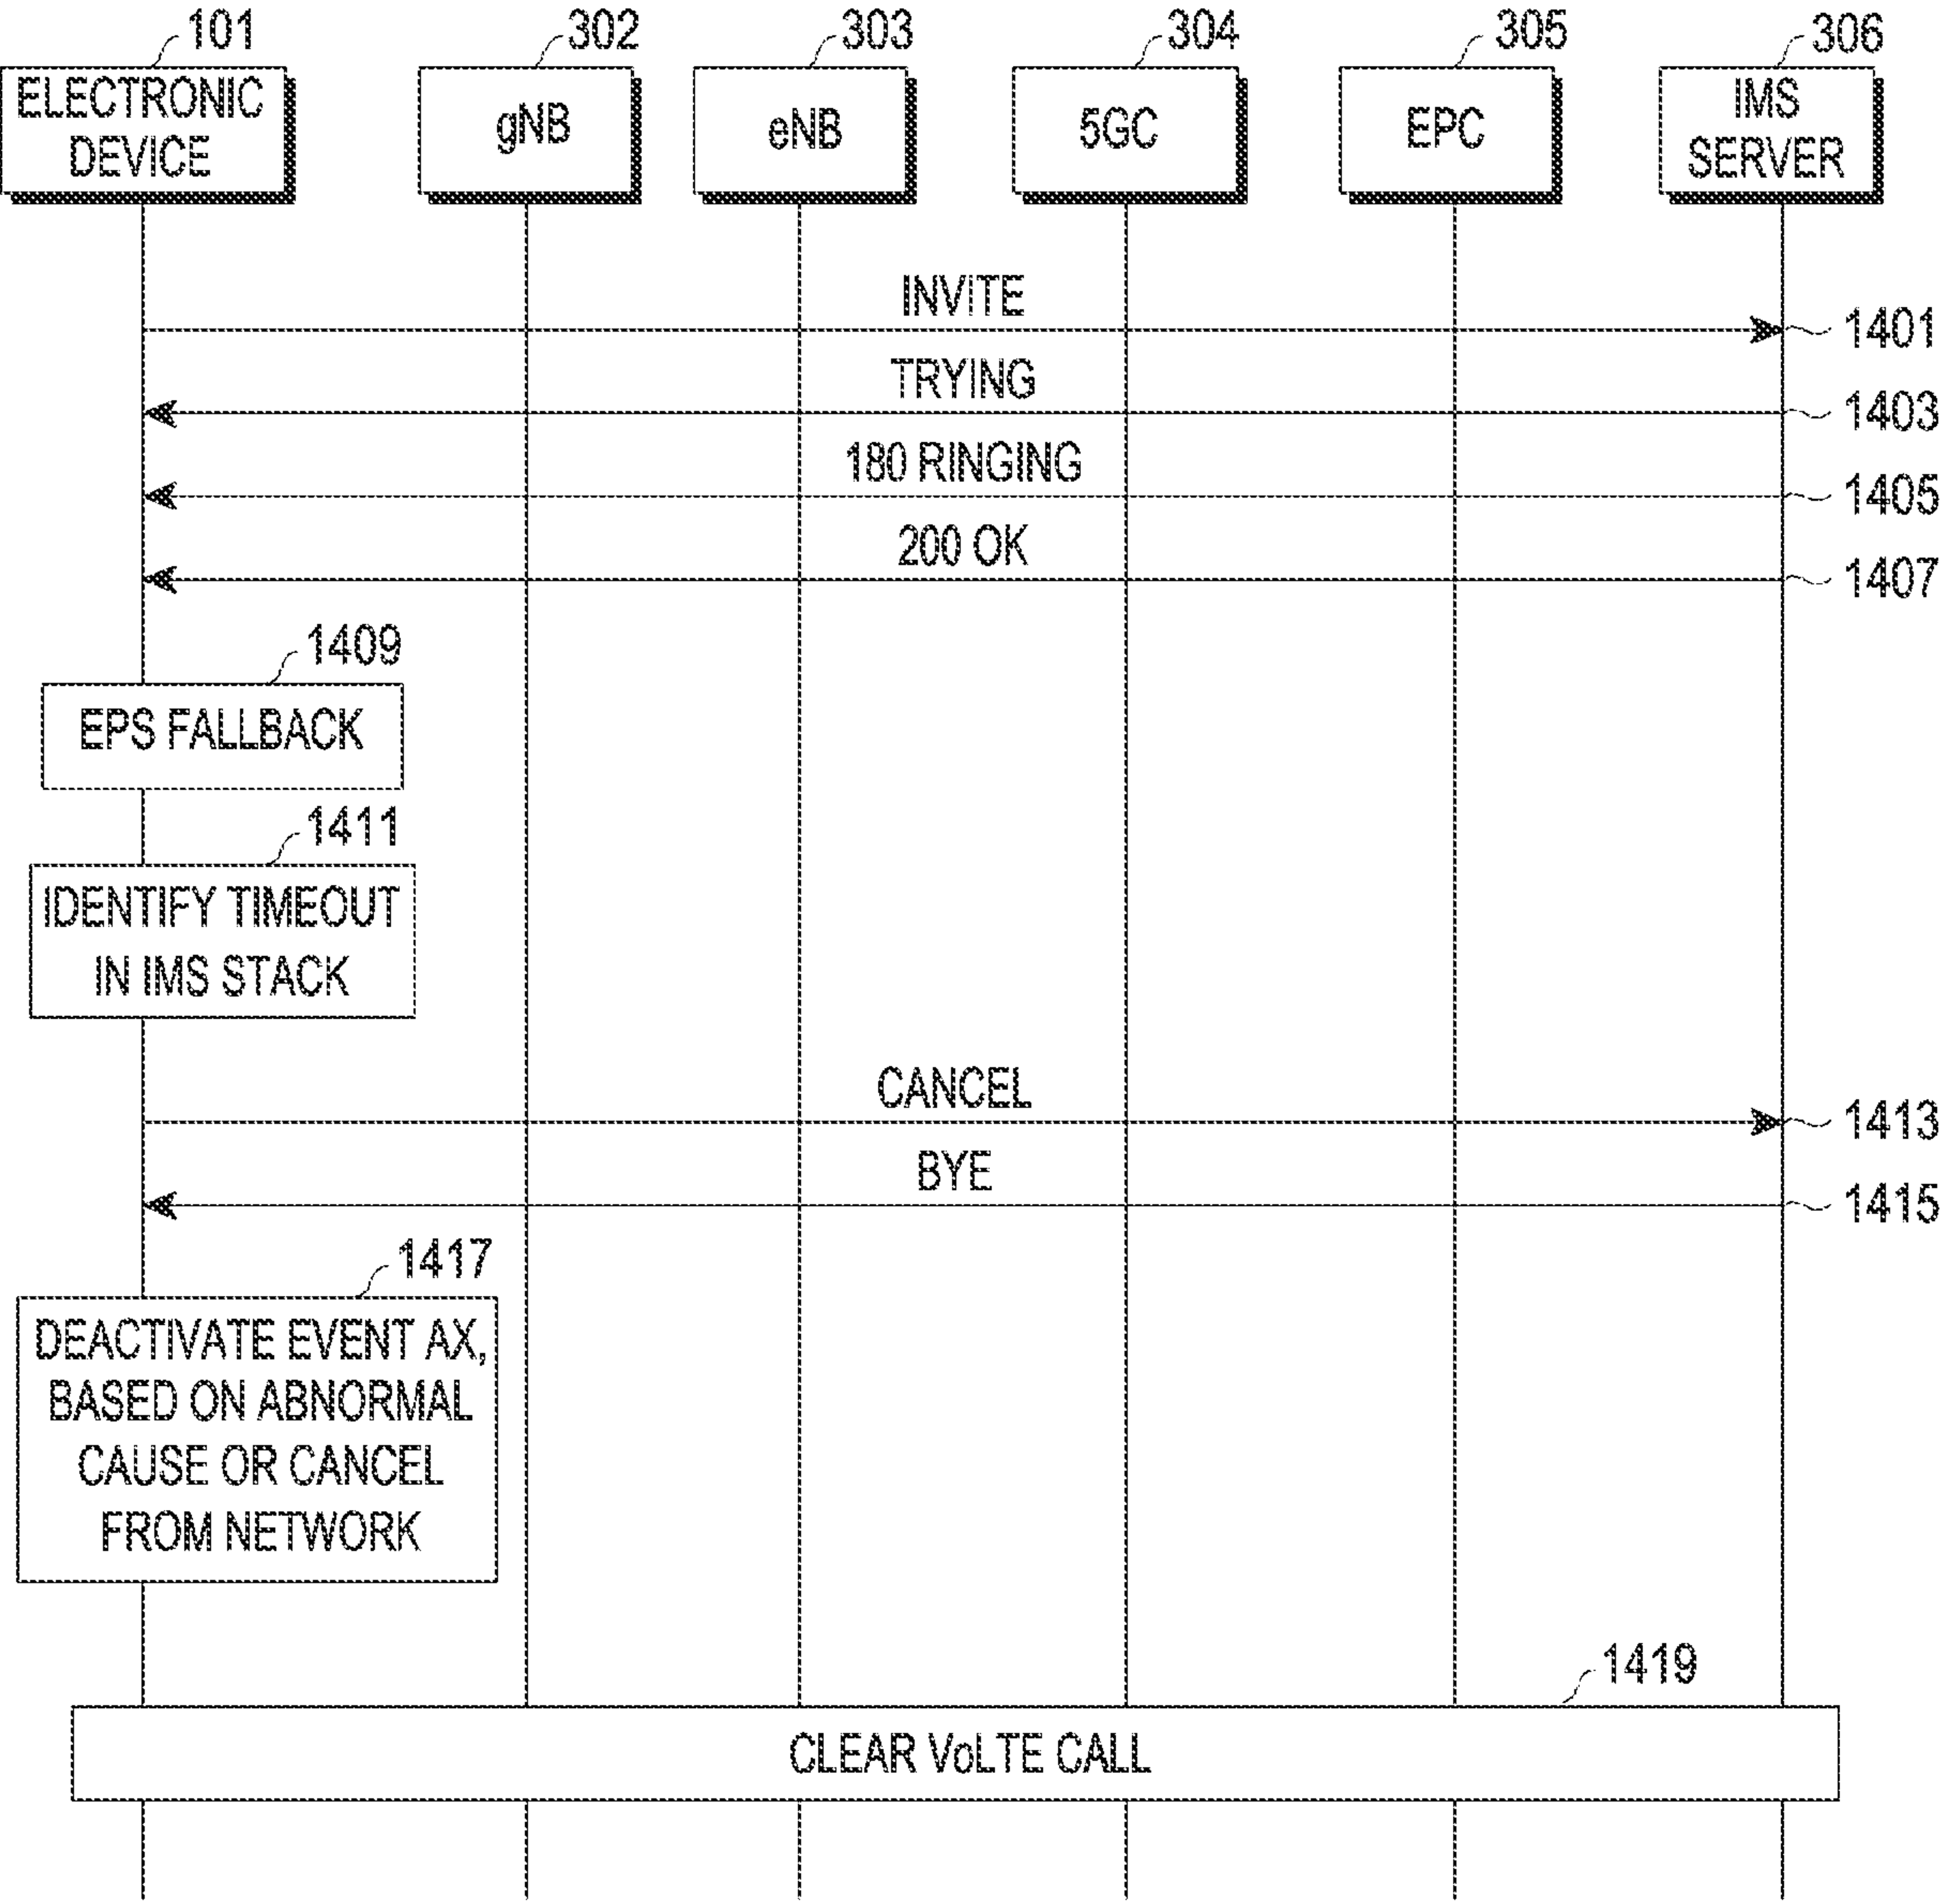 101
302
303
304
305
306
ELECTRONIC
DEVICE
gNB
eNB
5GC
EPC
IMS
SERVER
INVITE
1401
TRYING
1403
180 RINGING
1405
200 OK
1407
1409
EPS FALLBACK
1411
IDENTIFY TIMEOUT
IN IMS STACK
CANCEL
1413
BYE
1415
1417
DEACTIVATE EVENT AX,
BASED ON ABNORMAL
CAUSE OR CANCEL
FROM NETWORK
1419
CLEAR VoLTE CALL